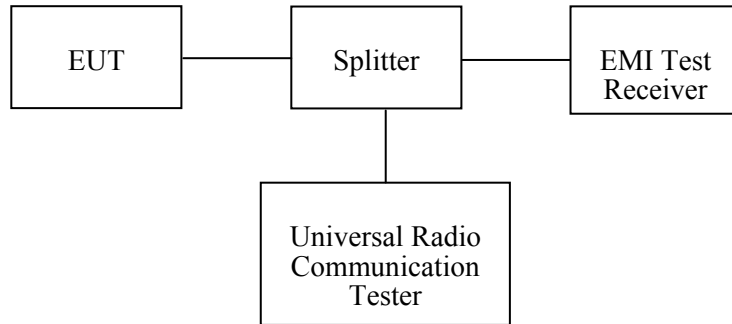 EUT
Splitter
EMI Test
Receiver
Universal Radio
Communication
Tester